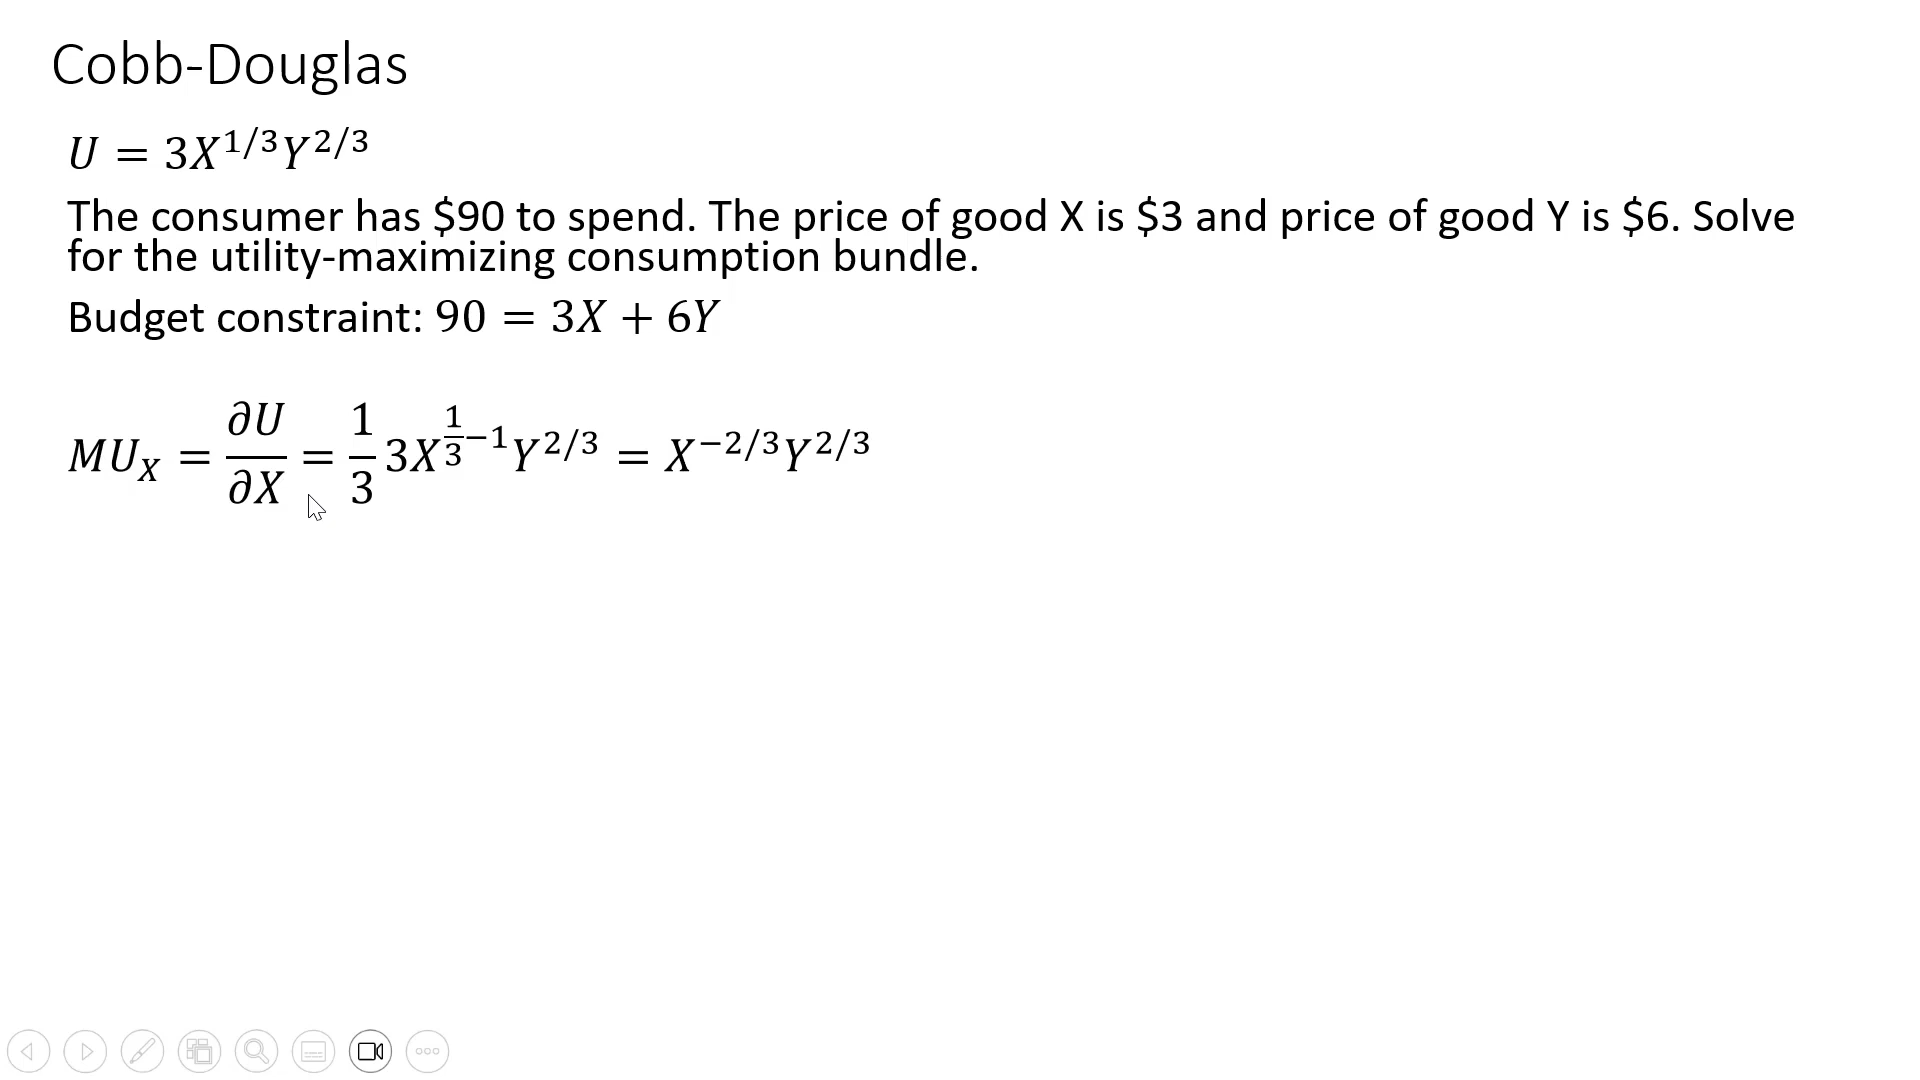 Cobb-Douglas
𝑈 = 3𝑋^{1/3}𝑌^{2/3}
The consumer has $90 to spend. The price of good X is $3 and price of good Y is $6. Solve
for the utility-maximizing consumption bundle.
Budget constraint: 90 = 3𝑋 + 6𝑌
𝑀𝑈_𝑋 = ∂𝑈/∂𝑋 = 1/3 3𝑋^{1/3−1}𝑌^{2/3} = 𝑋^{−2/3}𝑌^{2/3}